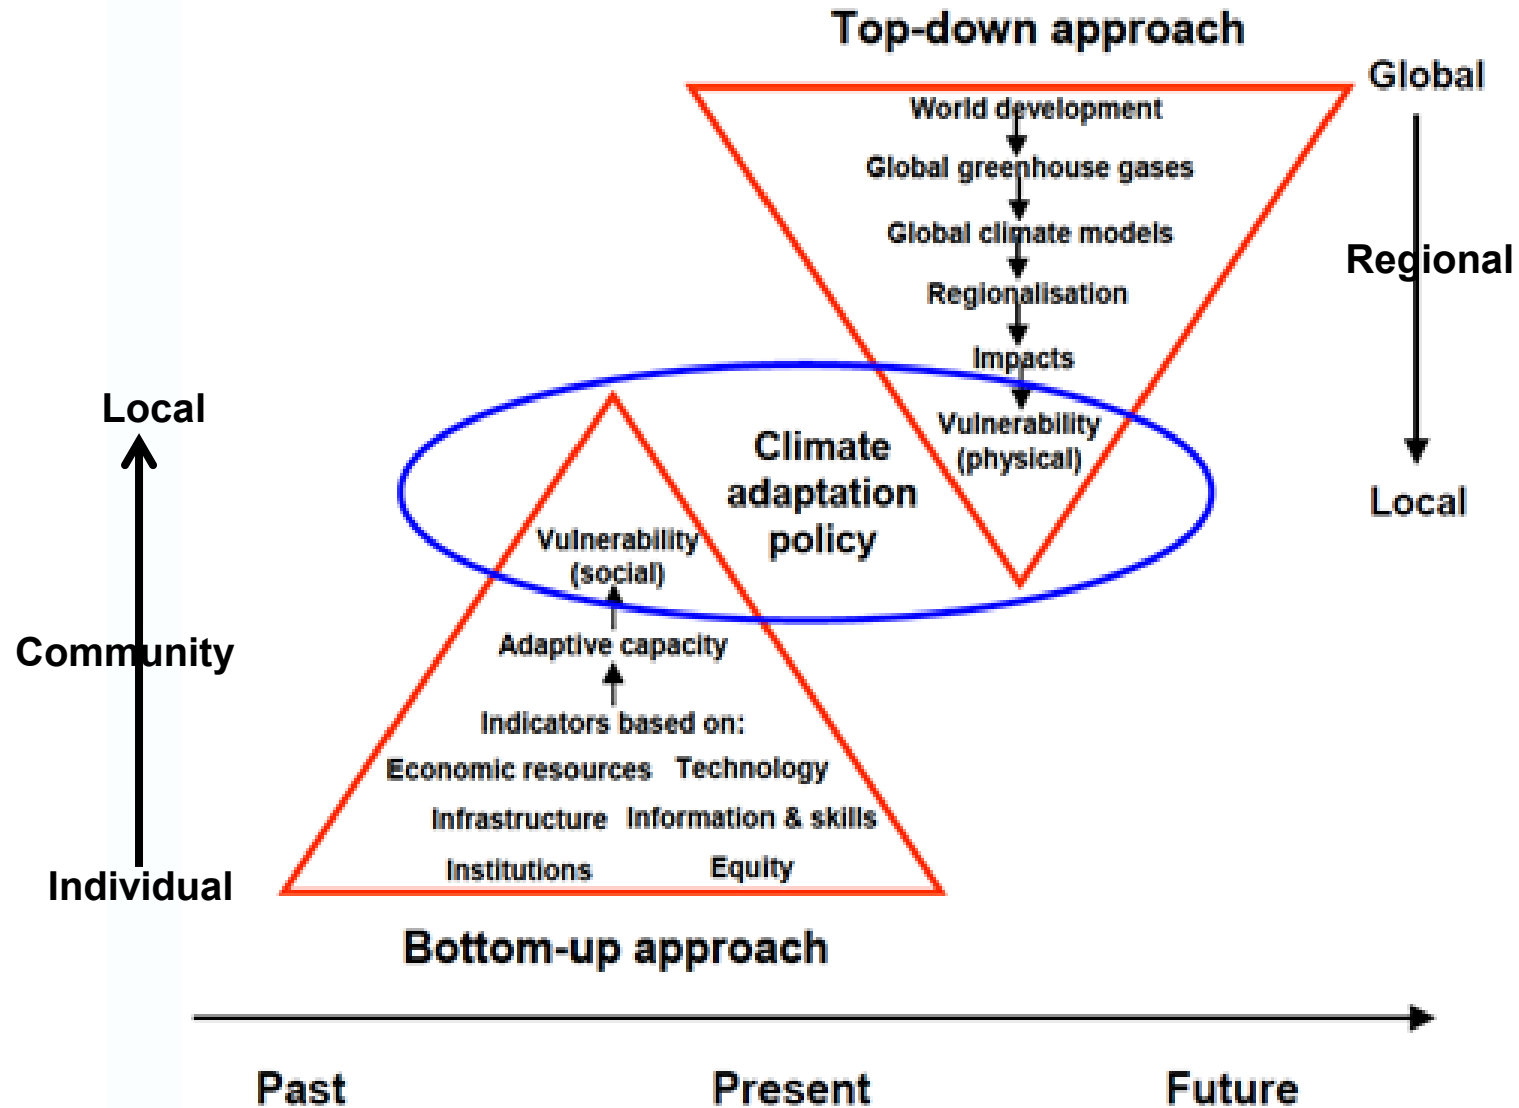 Top-down approach
Global
World development
Global greenhouse gases
Global climate models
Regional
Regionalisation
Impacts
Local
Vulnerability
(physical)
Climate
adaptation
policy
Local
Vulnerability
(social)
Community
Adaptive capacity
Indicators based on:
Economic resources Technology
Infrastructure Information & skills
Institutions Equity
Individual
Bottom-up approach
Past Present Future